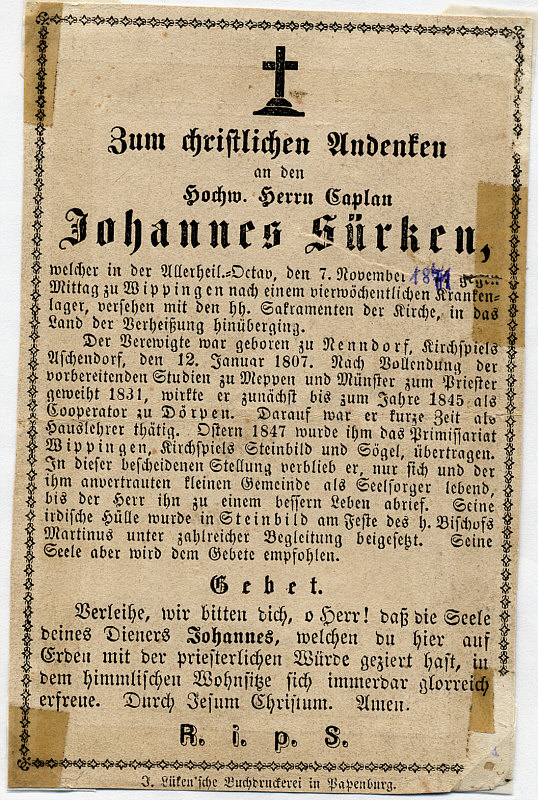 Zum christlichen Andenken
an den
Hochw. Herrn Caplan
Johannes Sürken,
welcher in der Allerheil.-Octav, den 7. November gegen
Mittag zu Wippingen nach einem vierwöchentlichen Kranken-
lager, versehen mit den hh. Sakramenten der Kirche, in das
Land der Verheißung hinüberging.
Der Verewigte war geboren zu Nenndorf, Kirchspiels
Aschendorf, den 12. Januar 1807. Nach Vollendung der
vorbereitenden Studien zu Meppen und Münster zum Priester
geweiht 1831, wirkte er zunächst bis zum Jahre 1845 als
Cooperator zu Dörpen. Darauf war er kurze Zeit als
Hauslehrer thätig. Ostern 1847 wurde ihm das Primissariat
Wippingen, Kirchspiels Steinbild und Sögel, übertragen.
In dieser bescheidenen Stellung verblieb er, nur sich und der
ihm anvertrauten kleinen Gemeinde als Seelsorger lebend,
bis der Herr ihn zu einem bessern Leben abrief. Seine
irdische Hülle wurde in Steinbild am Feste des h. Bischofs
Martinus unter zahlreicher Begleitung beigesetzt. Seine
Seele aber wird dem Gebete empfohlen.
Gebet.
Verleihe, wir bitten dich, o Herr! daß die Seele
deines Dieners Johannes, welchen du hier auf
Erden mit der priesterlichen Würde geziert hast, in
dem himmlischen Wohnsitze sich immerdar glorreich
erfreue. Durch Jesum Christum. Amen.
R. i. p. S.
J. Lüken'sche Buchdruckerei in Papenburg.